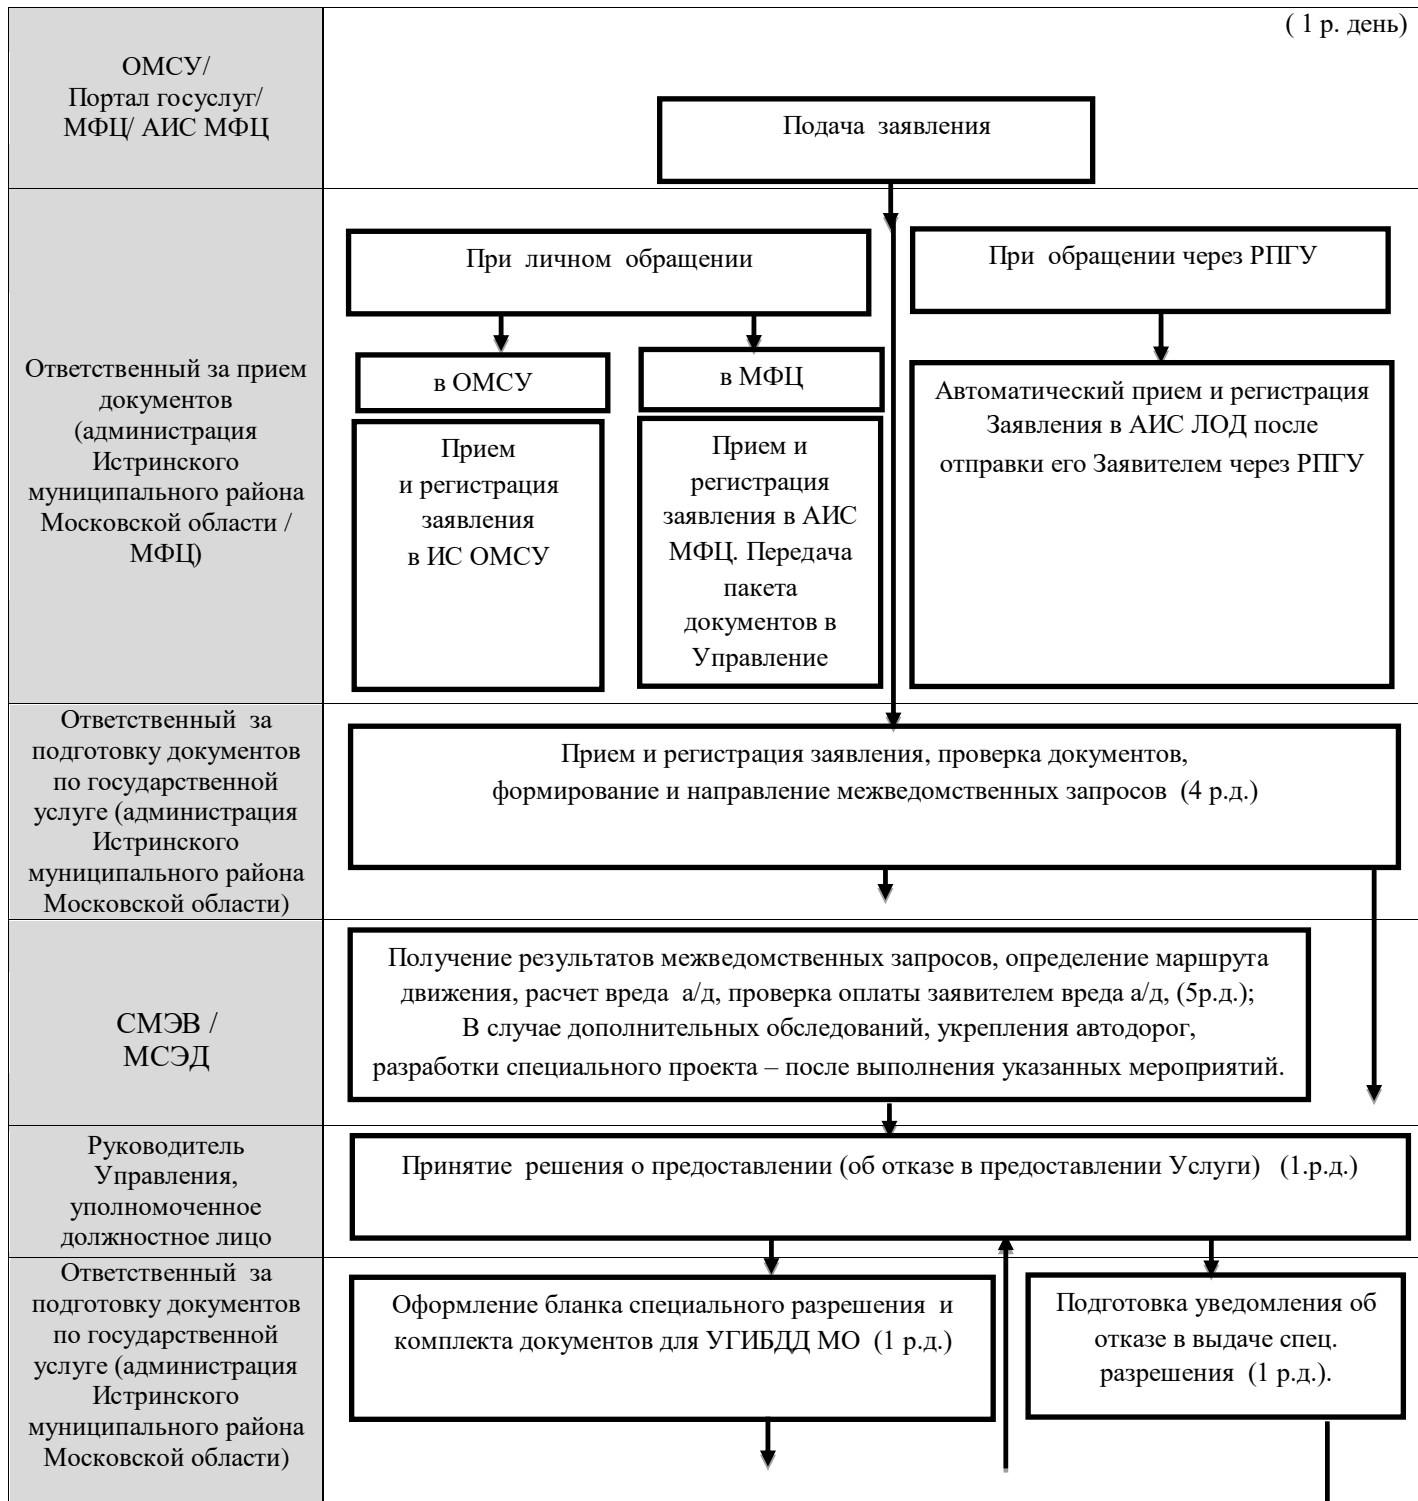 ( 1 р. день)
ОМСУ/
Портал госуслуг/
МФЦ/ АИС МФЦ
Подача заявления
Ответственный за прием
документов
(администрация
Истринского
муниципального района
Московской области /
МФЦ)
При личном обращении
При обращении через РПГУ
в ОМСУ
в МФЦ
Прием
и регистрация
заявления
в ИС ОМСУ
Прием и
регистрация
заявления в АИС
МФЦ. Передача
пакета
документов в
Управление
Автоматический прием и регистрация
Заявления в АИС ЛОД после
отправки его Заявителем через РПГУ
Ответственный за
подготовку документов
по государственной
услуге (администрация
Истринского
муниципального района
Московской области)
Прием и регистрация заявления, проверка документов,
формирование и направление межведомственных запросов (4 р.д.)
СМЭВ /
МСЭД
Получение результатов межведомственных запросов, определение маршрута
движения, расчет вреда а/д, проверка оплаты заявителем вреда а/д, (5р.д.);
В случае дополнительных обследований, укрепления автодорог,
разработки специального проекта – после выполнения указанных мероприятий.
Руководитель
Управления,
уполномоченное
должностное лицо
Принятие решения о предоставлении (об отказе в предоставлении Услуги) (1.р.д.)
Ответственный за
подготовку документов
по государственной
услуге (администрация
Истринского
муниципального района
Московской области)
Оформление бланка специального разрешения и
комплекта документов для УГИБДД МО (1 р.д.)
Подготовка уведомления об
отказе в выдаче спец.
разрешения (1 р.д.).